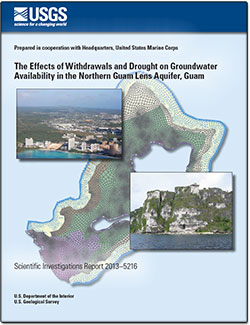 USGS
science for a changing world
Prepared in cooperation with Headquarters, United States Marine Corps
The Effects of Withdrawals and Drought on Groundwater
Availability in the Northern Guam Lens Aquifer, Guam
Scientific Investigations Report 2013–5216
U.S. Department of the Interior
U.S. Geological Survey